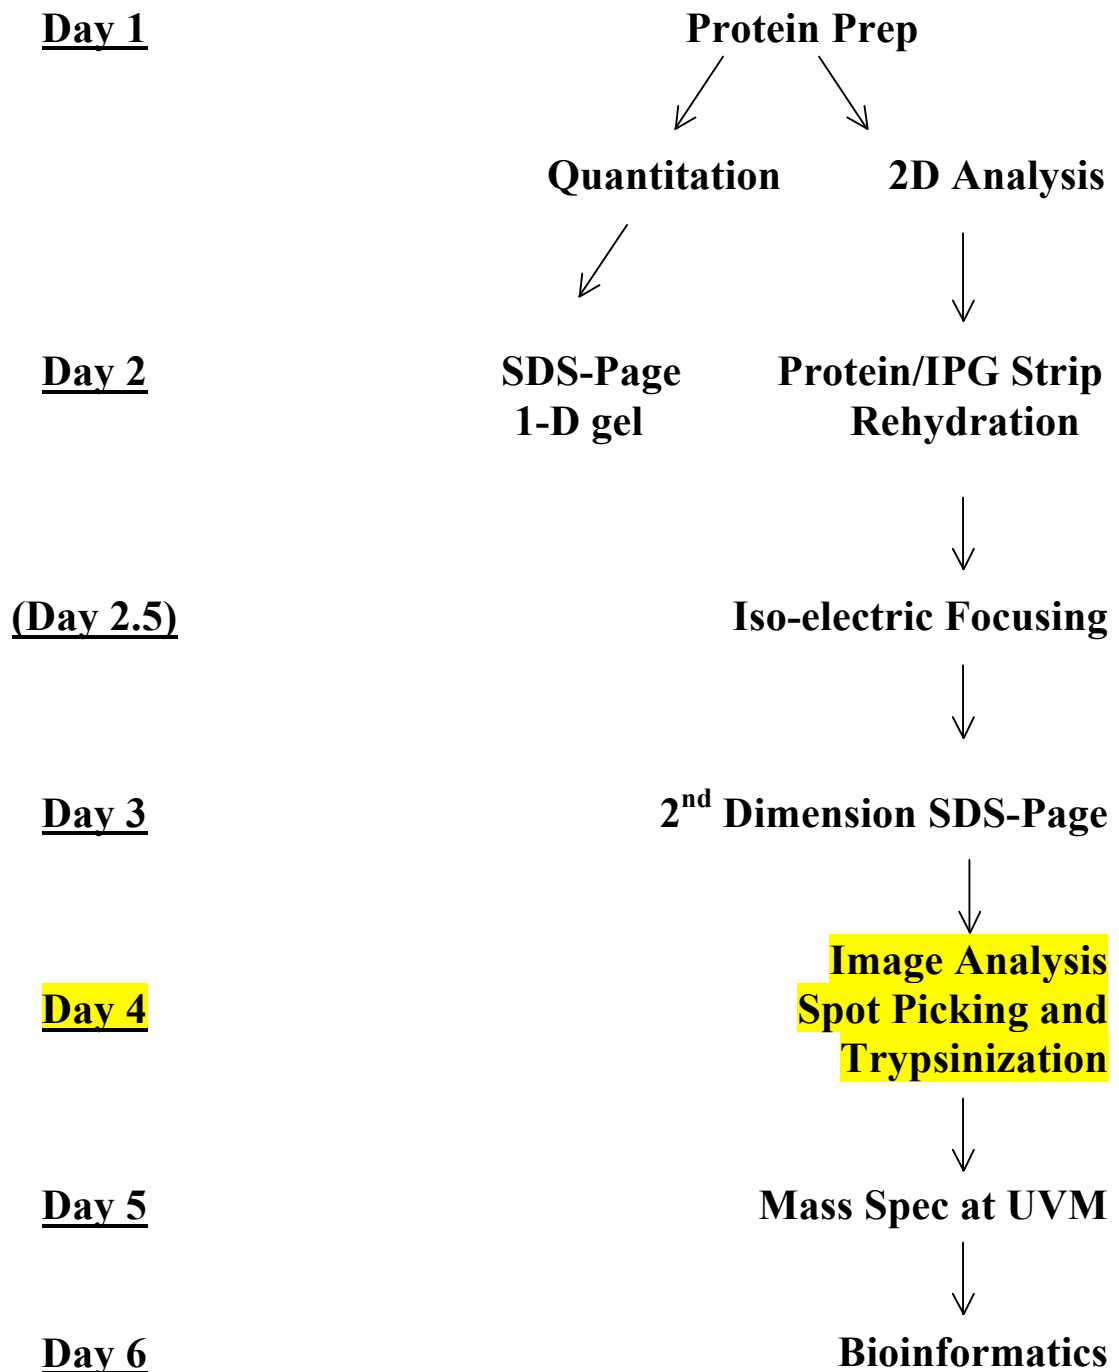 Day 1 Protein Prep
Quantitation 2D Analysis
Day 2 SDS-Page Protein/IPG Strip
1-D gel Rehydration
(Day 2.5) Iso-electric Focusing
Day 3 2nd Dimension SDS-Page
Image Analysis
Day 4 Spot Picking and
Trypsinization
Day 5 Mass Spec at UVM
Day 6 Bioinformatics